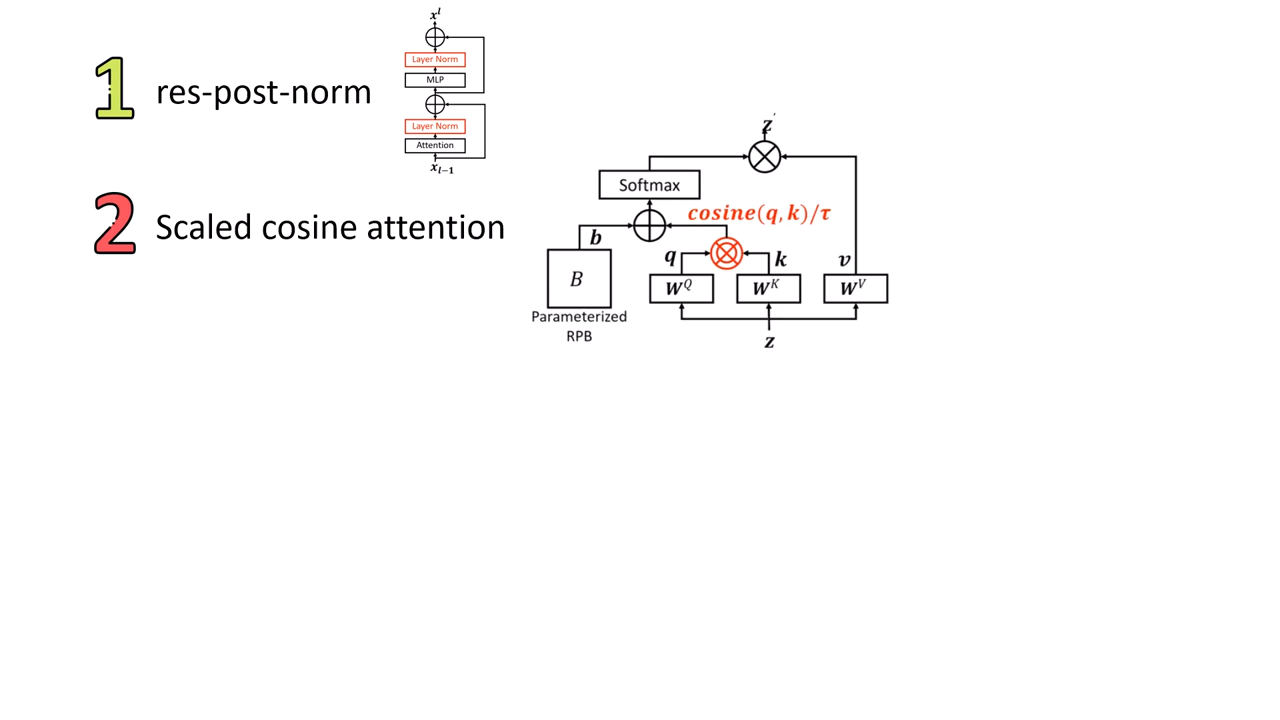 1 res-post-norm
x^l
Layer Norm
MLP
Layer Norm
Attention
x_{l-1}
2 Scaled cosine attention
z'
Softmax
cosine(q, k)/τ
b
q
k
v
B
W^Q
W^K
W^V
Parameterized
RPB
z